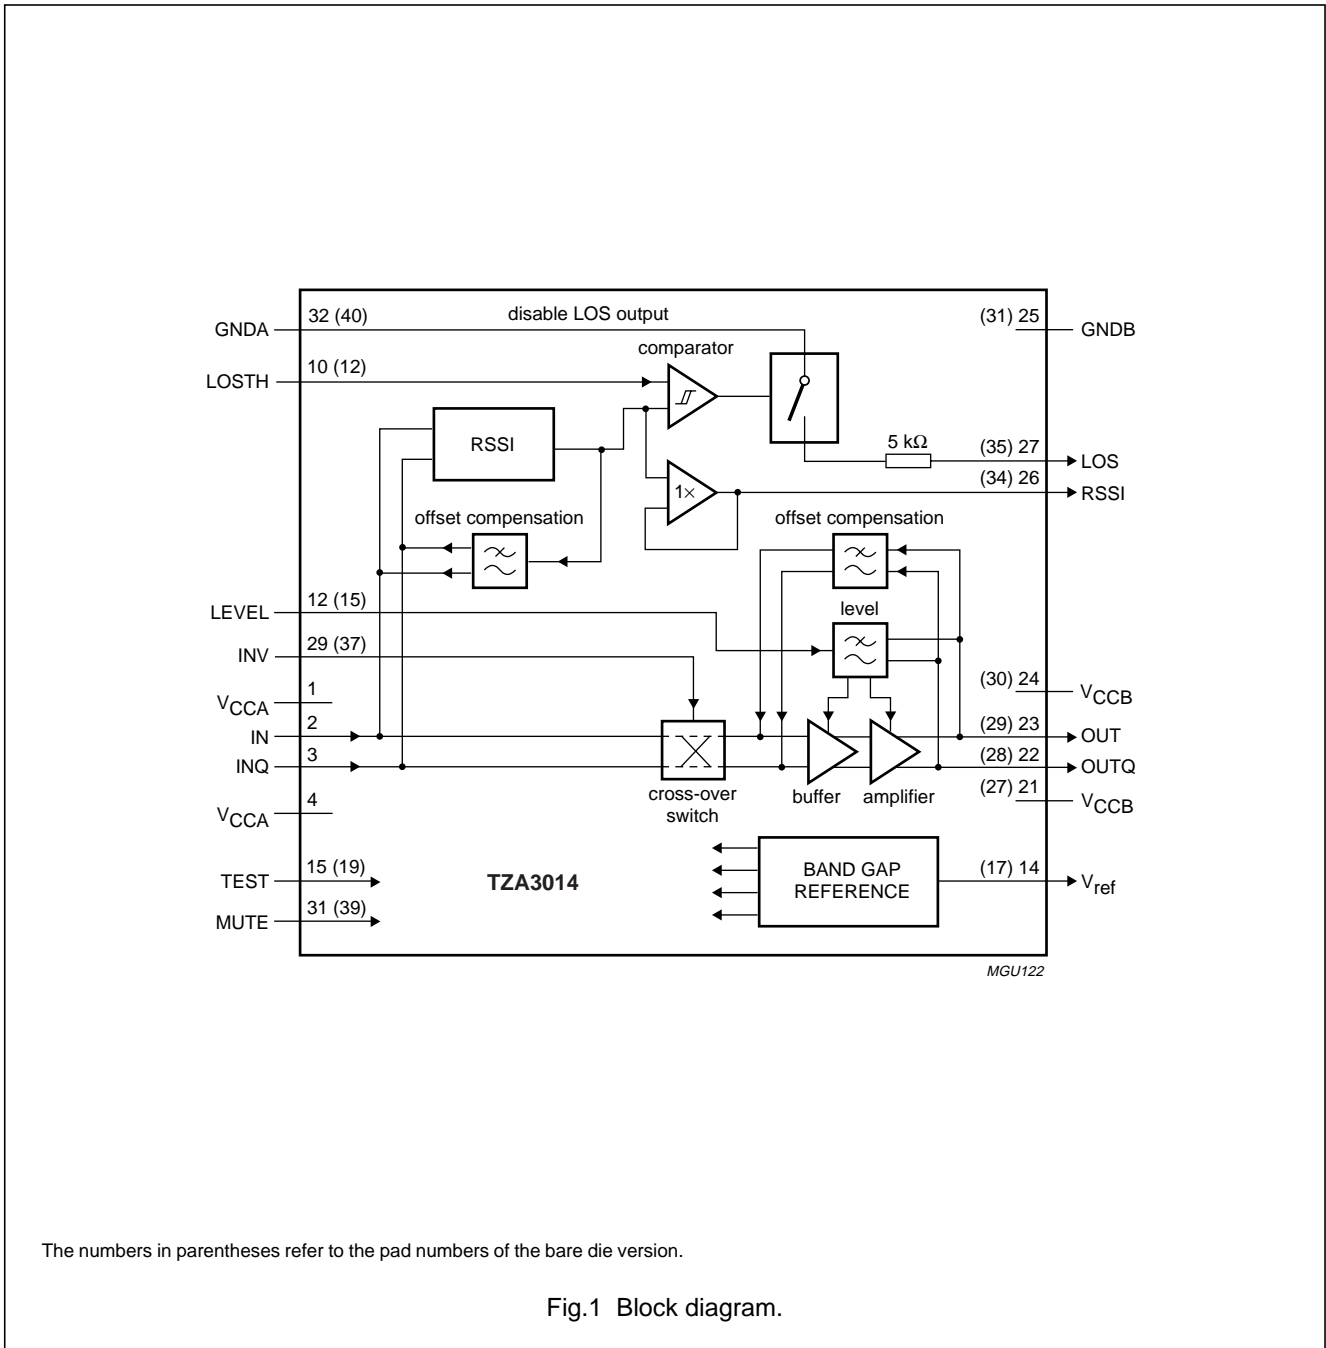 GNDA
32 (40)
disable LOS output
(31) 25
GNDB
comparator
LOSTH
10 (12)
RSSI
5 kΩ
(35) 27
LOS
1×
(34) 26
RSSI
offset compensation
offset compensation
LEVEL
12 (15)
level
INV
29 (37)
VCCA
1
(30) 24
VCCB
IN
2
(29) 23
OUT
INQ
3
(28) 22
OUTQ
cross-over
switch
buffer
amplifier
(27) 21
VCCB
VCCA
4
TEST
15 (19)
TZA3014
BAND GAP
REFERENCE
(17) 14
Vref
MUTE
31 (39)
MGU122
The numbers in parentheses refer to the pad numbers of the bare die version.
Fig.1 Block diagram.